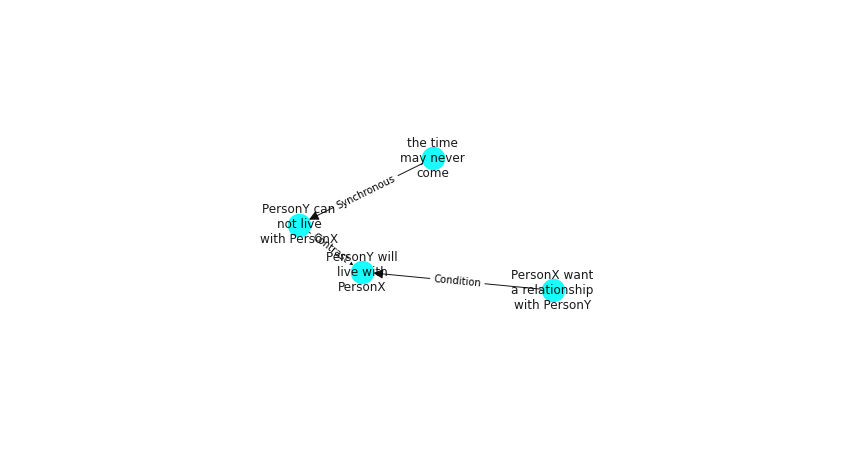 the time
may never
come
Synchronous
PersonY can
not live
with PersonX
Contrast
PersonY will
live with
PersonX
Condition
PersonX want
a relationship
with PersonY